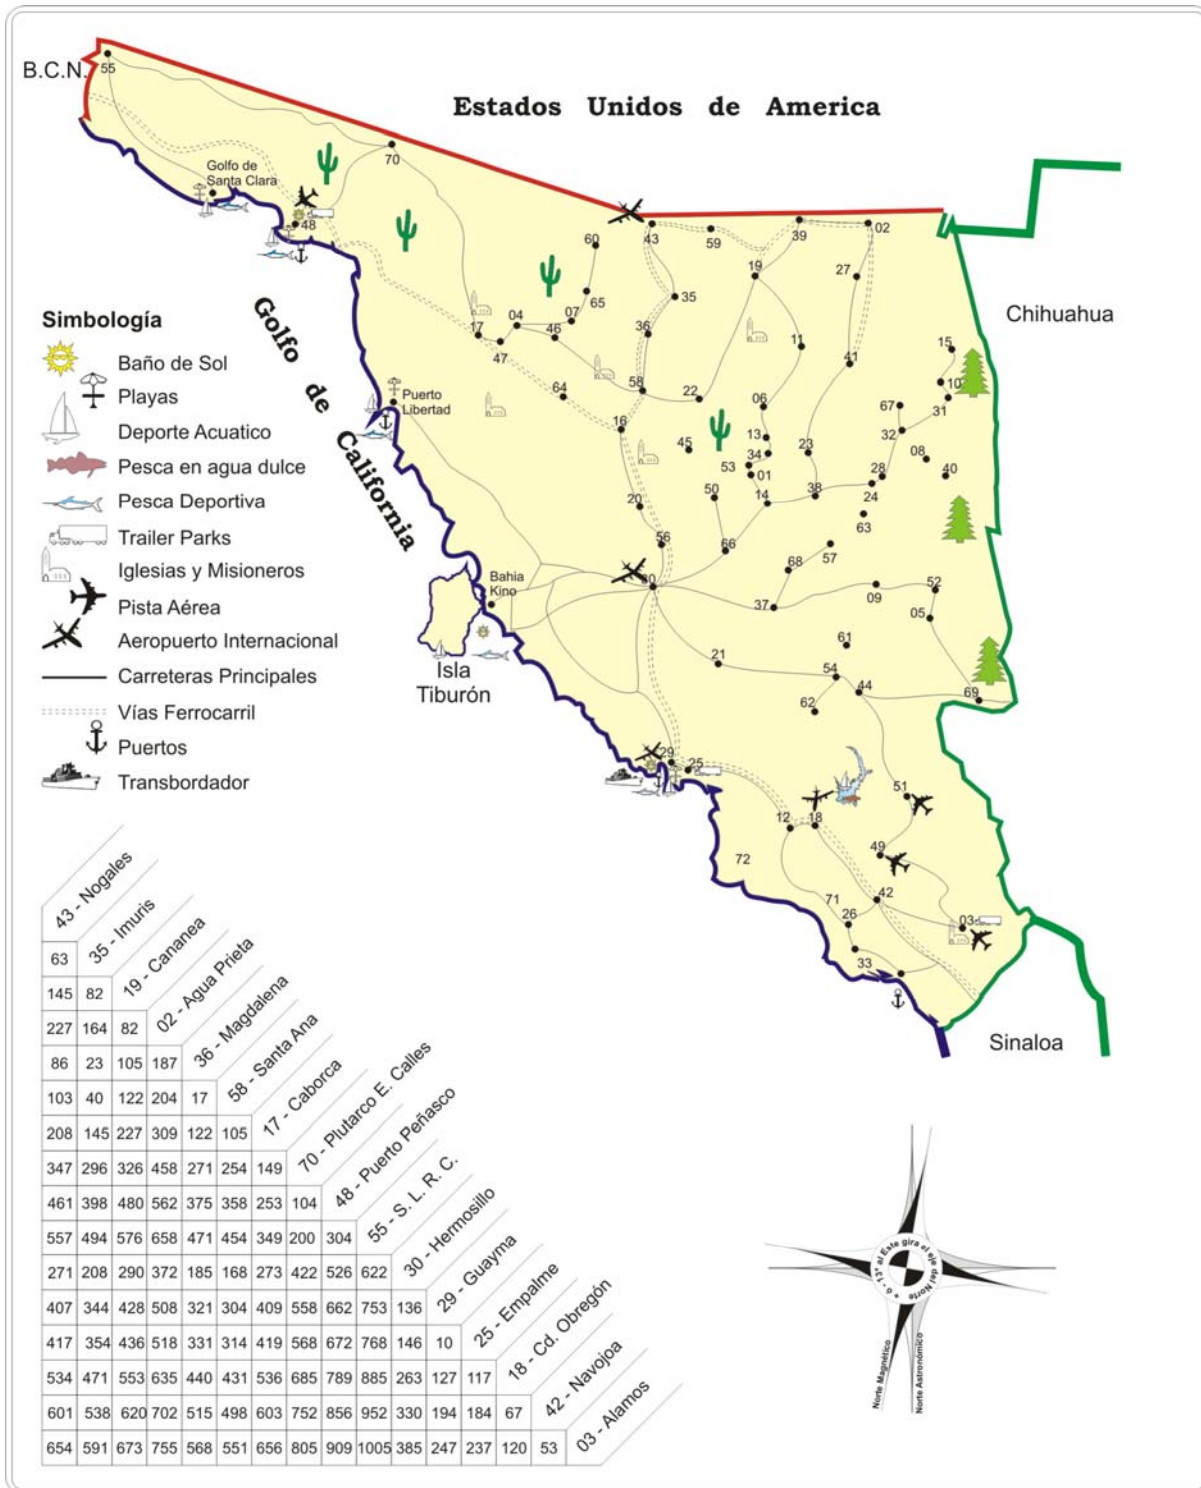 B.C.N.
55
Estados Unidos de America
70
Golfo de
Santa Clara
48
43
59
39
02
60
19
27
65
35
Chihuahua
17
04
07
46
47
36
11
15
41
10
31
58
22
64
Puerto
Libertad
06
67
16
32
13
45
34
23
08
53
01
28
40
50
14
38
24
20
63
56
66
57
68
Golfo de California
Bahia
Kino
30
37
09
52
05
61
21
54
44
62
69
Isla
Tiburón
29
25
51
12
18
72
49
42
71
26
03
33
Sinaloa
Simbología
Baño de Sol
Playas
Deporte Acuatico
Pesca en agua dulce
Pesca Deportiva
Trailer Parks
Iglesias y Misioneros
Pista Aérea
Aeropuerto Internacional
Carreteras Principales
Vías Ferrocarril
Puertos
Transbordador
43 - Nogales
63 35 - Imuris
145 82 19 - Cananea
227 164 82 02 - Agua Prieta
86 23 105 187 36 - Magdalena
103 40 122 204 17 58 - Santa Ana
208 145 227 309 122 105 17 - Caborca
347 296 326 458 271 254 149 70 - Plutarco E. Calles
461 398 480 562 375 358 253 104 48 - Puerto Peñasco
557 494 576 658 471 454 349 200 304 55 - S. L. R. C.
271 208 290 372 185 168 273 422 526 622 30 - Hermosillo
407 344 428 508 321 304 409 558 662 753 136 29 - Guayma
417 354 436 518 331 314 419 568 672 768 146 10 25 - Empalme
534 471 553 635 440 431 536 685 789 885 263 127 117 18 - Cd. Obregón
601 538 620 702 515 498 603 752 856 952 330 194 184 67 42 - Navojoa
654 591 673 755 568 551 656 805 909 1005 385 247 237 120 53 03 - Alamos
+ 6 - 13° al Este gira el eje del Norte
Norte Magnético
Norte Astronómico